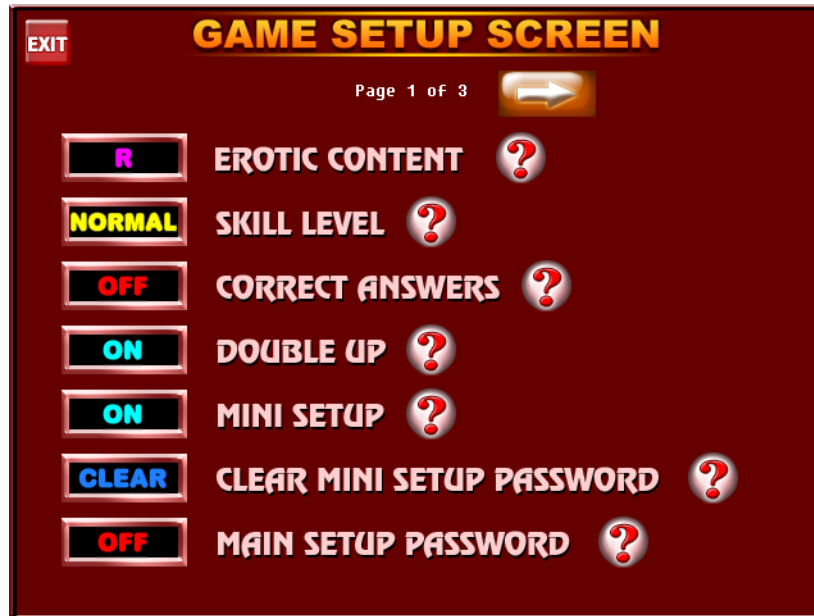 EXIT
GAME SETUP SCREEN
Page 1 of 3
R EROTIC CONTENT ?
NORMAL SKILL LEVEL ?
OFF CORRECT ANSWERS ?
ON DOUBLE UP ?
ON MINI SETUP ?
CLEAR CLEAR MINI SETUP PASSWORD ?
OFF MAIN SETUP PASSWORD ?